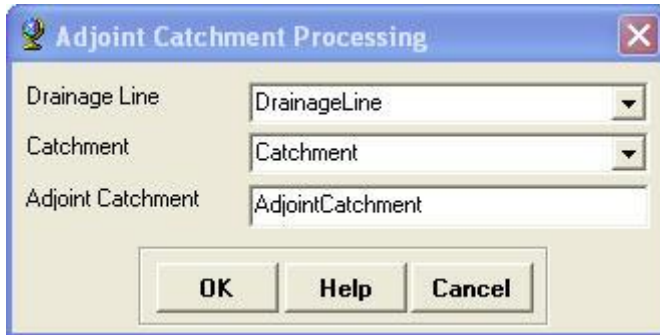 Adjoint Catchment Processing
Drainage Line DrainageLine
Catchment Catchment
Adjoint Catchment AdjointCatchment
OK Help Cancel